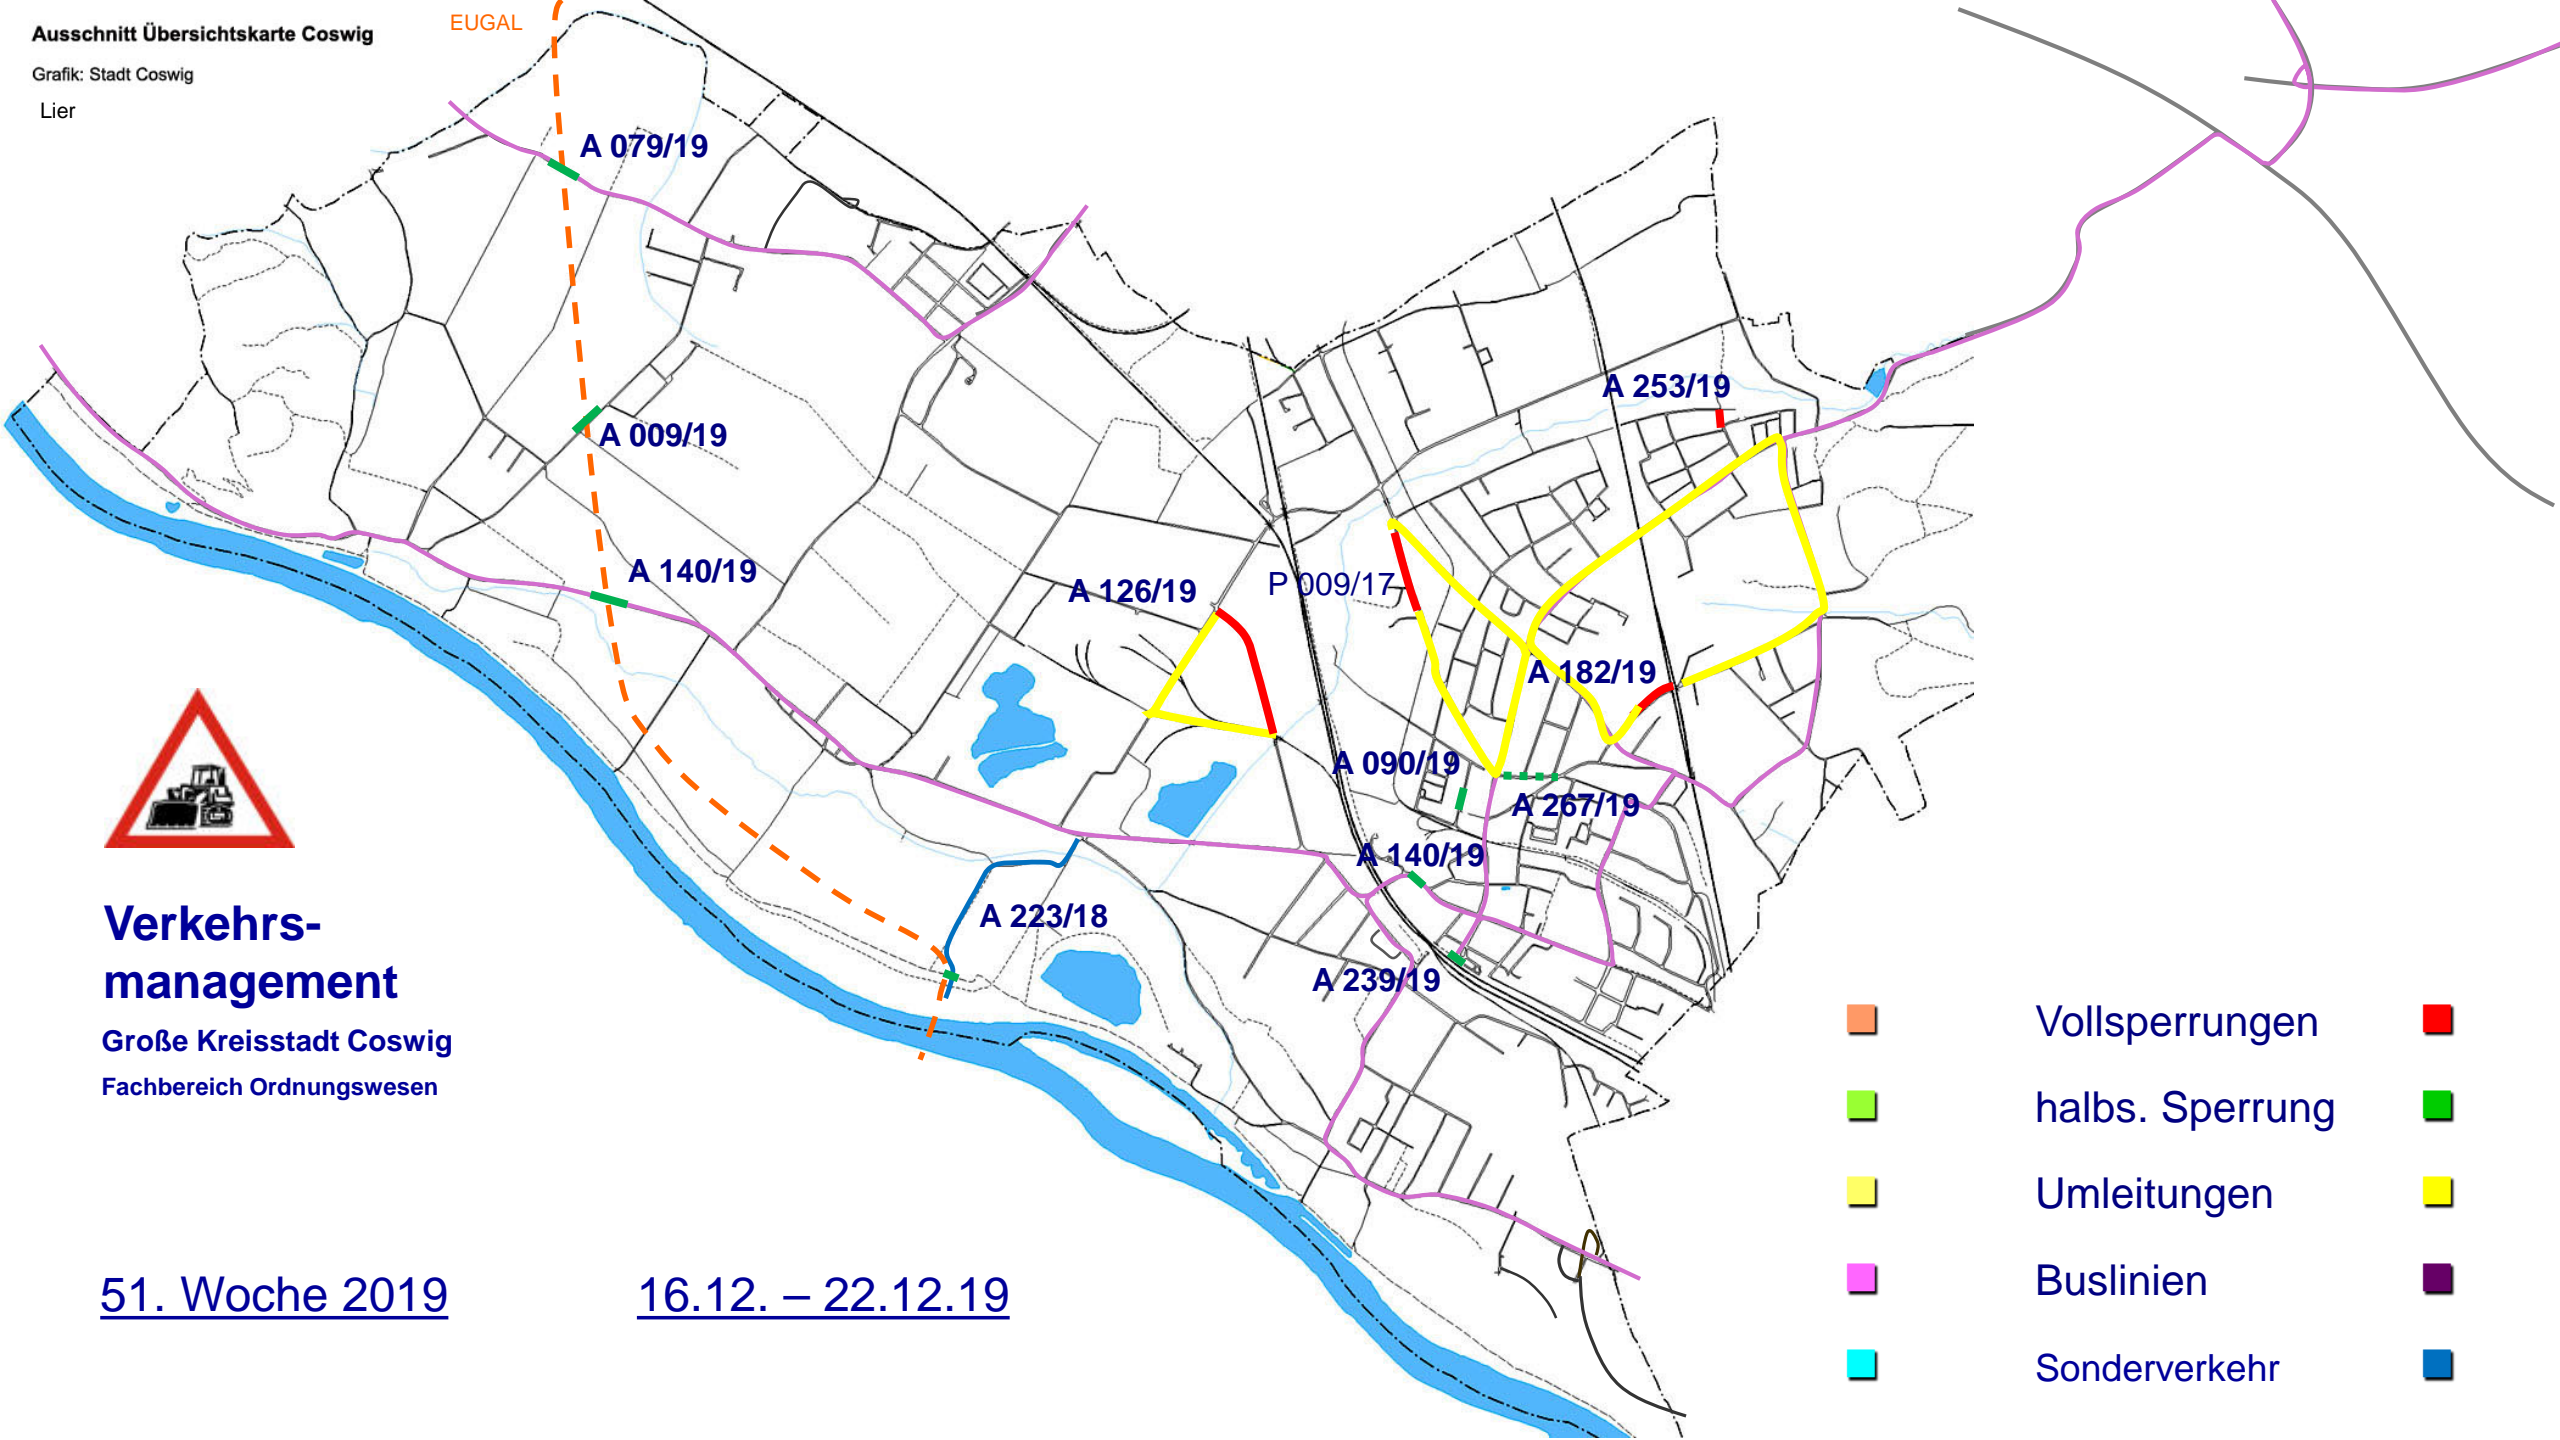 Ausschnitt Übersichtskarte Coswig
Grafik: Stadt Coswig
Lier
EUGAL
A 079/19
A 009/19
A 140/19
A 126/19
P 009/17
A 253/19
A 182/19
A 090/19
A 267/19
A 140/19
A 223/18
A 239/19
Verkehrs-
management
Große Kreisstadt Coswig
Fachbereich Ordnungswesen
51. Woche 2019
16.12. – 22.12.19
Vollsperrungen
halbs. Sperrung
Umleitungen
Buslinien
Sonderverkehr